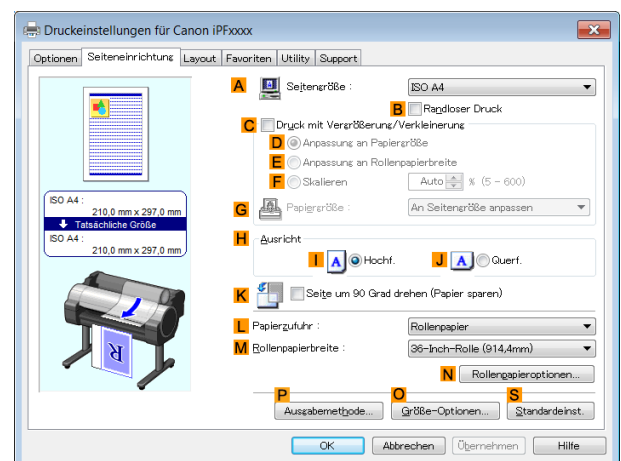 Druckeinstellungen für Canon iPFxxxx
Optionen Seiteneinrichtung Layout Favoriten Utility Support
A Seitengröße : ISO A4
B Randloser Druck
C Druck mit Vergrößerung/Verkleinerung
D Anpassung an Papiergröße
E Anpassung an Rollenpapierbreite
F Skalieren Auto % (5 - 600)
G Papiergröße : An Seitengröße anpassen
ISO A4 :
210,0 mm x 297,0 mm
Tatsächliche Größe
ISO A4 :
210,0 mm x 297,0 mm
H Ausricht
I A Hochf. J A Querf.
K Seite um 90 Grad drehen (Papier sparen)
L Papierzufuhr : Rollenpapier
M Rollenpapierbreite : 36-Inch-Rolle (914,4mm)
N Rollenpapieroptionen...
P O S
Ausgabemethode... Größe-Optionen... Standardeinst.
R
OK Abbrechen Übernehmen Hilfe